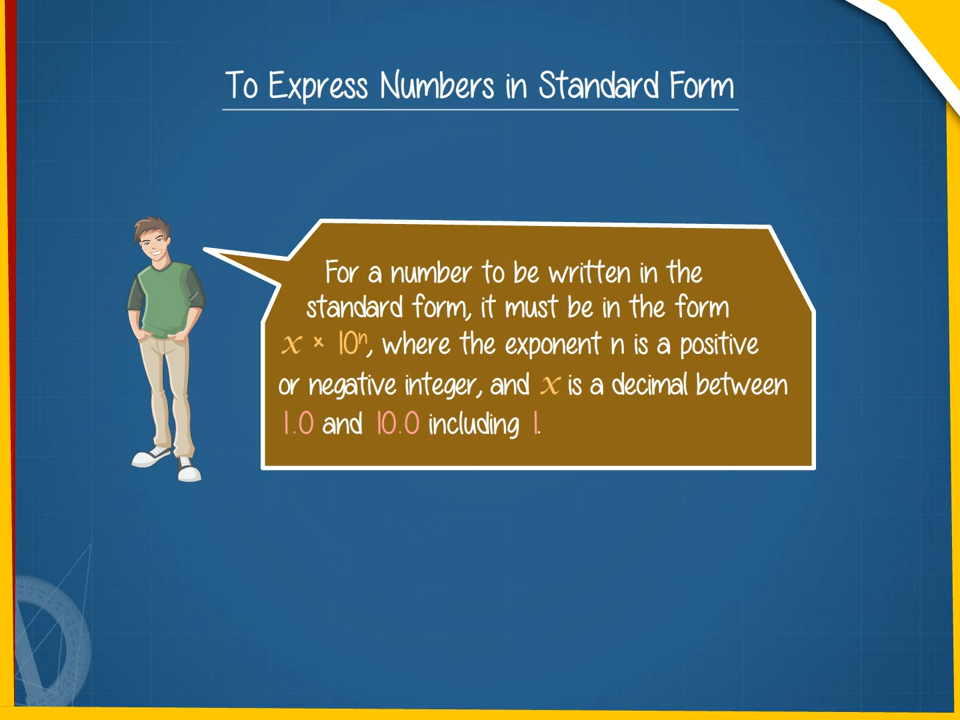 To Express Numbers in Standard Form
For a number to be written in the
standard form, it must be in the form
x × 10ⁿ, where the exponent n is a positive
or negative integer, and x is a decimal between
1.0 and 10.0 including 1.